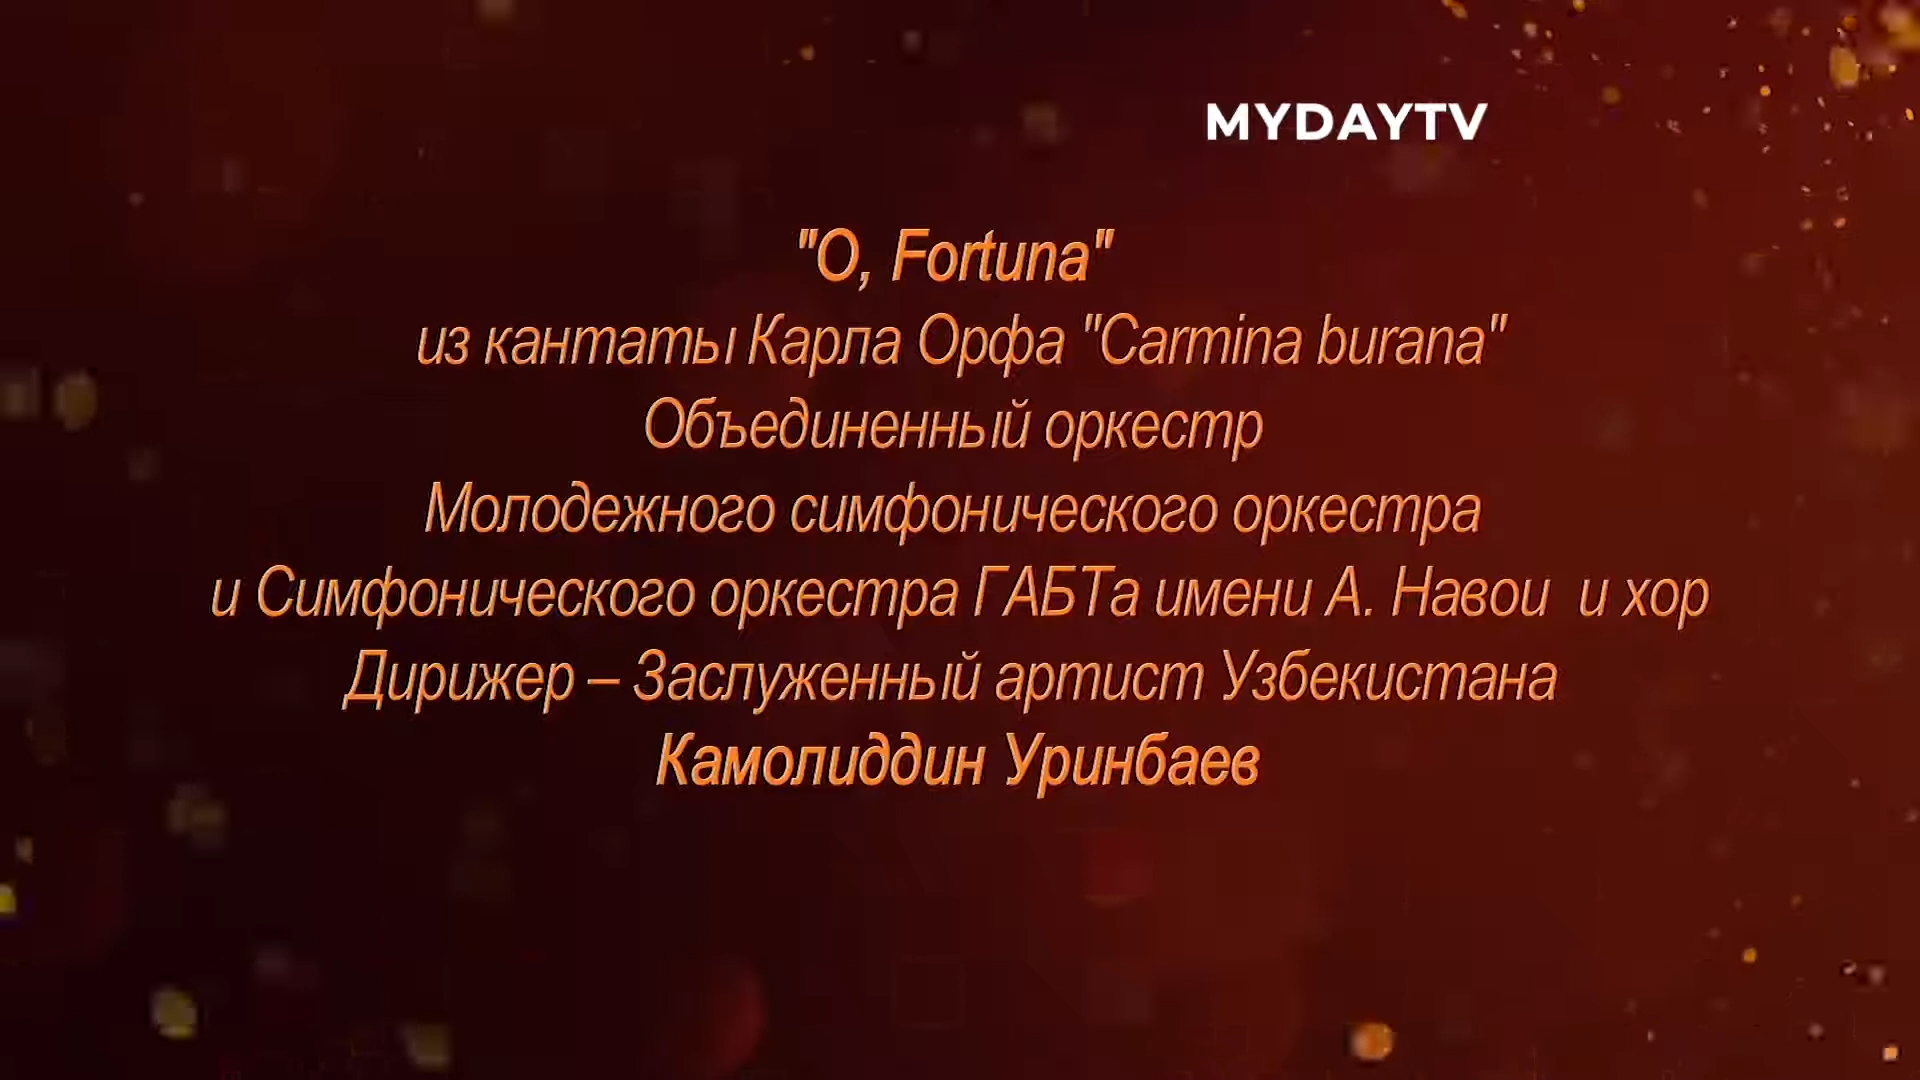 MYDAYTV
"O, Fortuna"
из кантаты Карла Орфа "Carmina burana"
Объединенный оркестр
Молодежного симфонического оркестра
и Симфонического оркестра ГАБТа имени А. Навои и хор
Дирижер – Заслуженный артист Узбекистана
Камолиддин Уринбаев